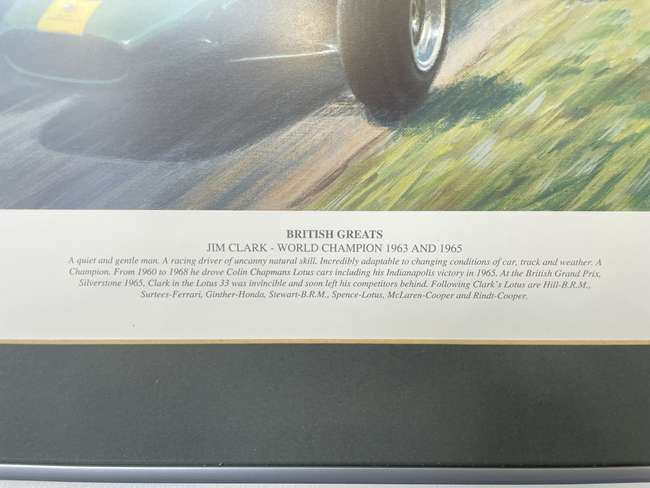 BRITISH GREATS
JIM CLARK - WORLD CHAMPION 1963 AND 1965
A quiet and gentle man. A racing driver of uncanny natural skill. Incredibly adaptable to changing conditions of car, track and weather. A
Champion. From 1960 to 1968 he drove Colin Chapmans Lotus cars including his Indianapolis victory in 1965. At the British Grand Prix,
Silverstone 1965, Clark in the Lotus 33 was invincible and soon left his competitors behind. Following Clark`s Lotus are Hill-B.R.M.,
Surtees-Ferrari, Ginther-Honda, Stewart-B.R.M., Spence-Lotus, McLaren-Cooper and Rindt-Cooper.